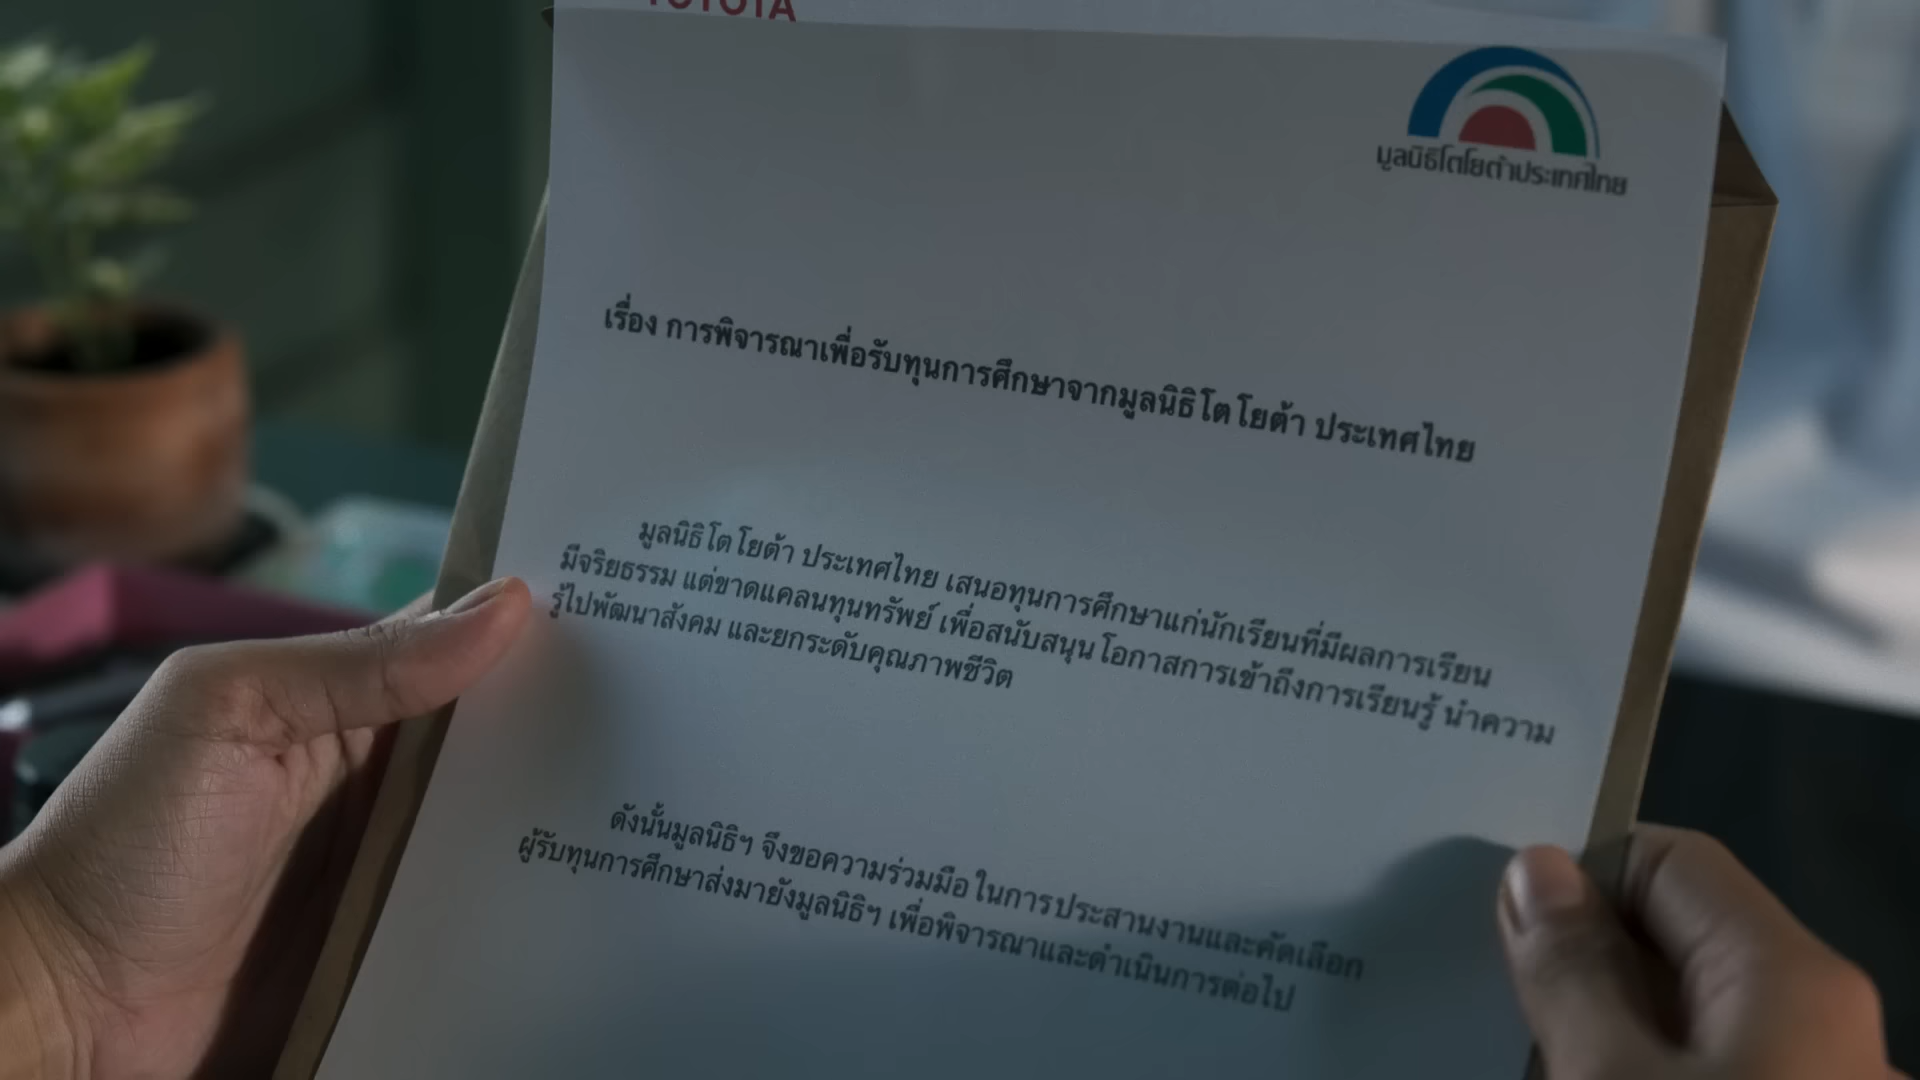 TOYOTA
มูลนิธิโตโยต้าประเทศไทย
เรื่อง การพิจารณาเพื่อรับทุนการศึกษาจากมูลนิธิโตโยต้า ประเทศไทย
มูลนิธิโตโยต้า ประเทศไทย เสนอทุนการศึกษาแก่นักเรียนที่มีผลการเรียน
มีจริยธรรม แต่ขาดแคลนทุนทรัพย์ เพื่อสนับสนุนโอกาสการเข้าถึงการเรียนรู้ นำความ
รู้ไปพัฒนาสังคม และยกระดับคุณภาพชีวิต
ดังนั้นมูลนิธิฯ จึงขอความร่วมมือในการประสานงานและคัดเลือก
ผู้รับทุนการศึกษาส่งมายังมูลนิธิฯ เพื่อพิจารณาและดำเนินการต่อไป